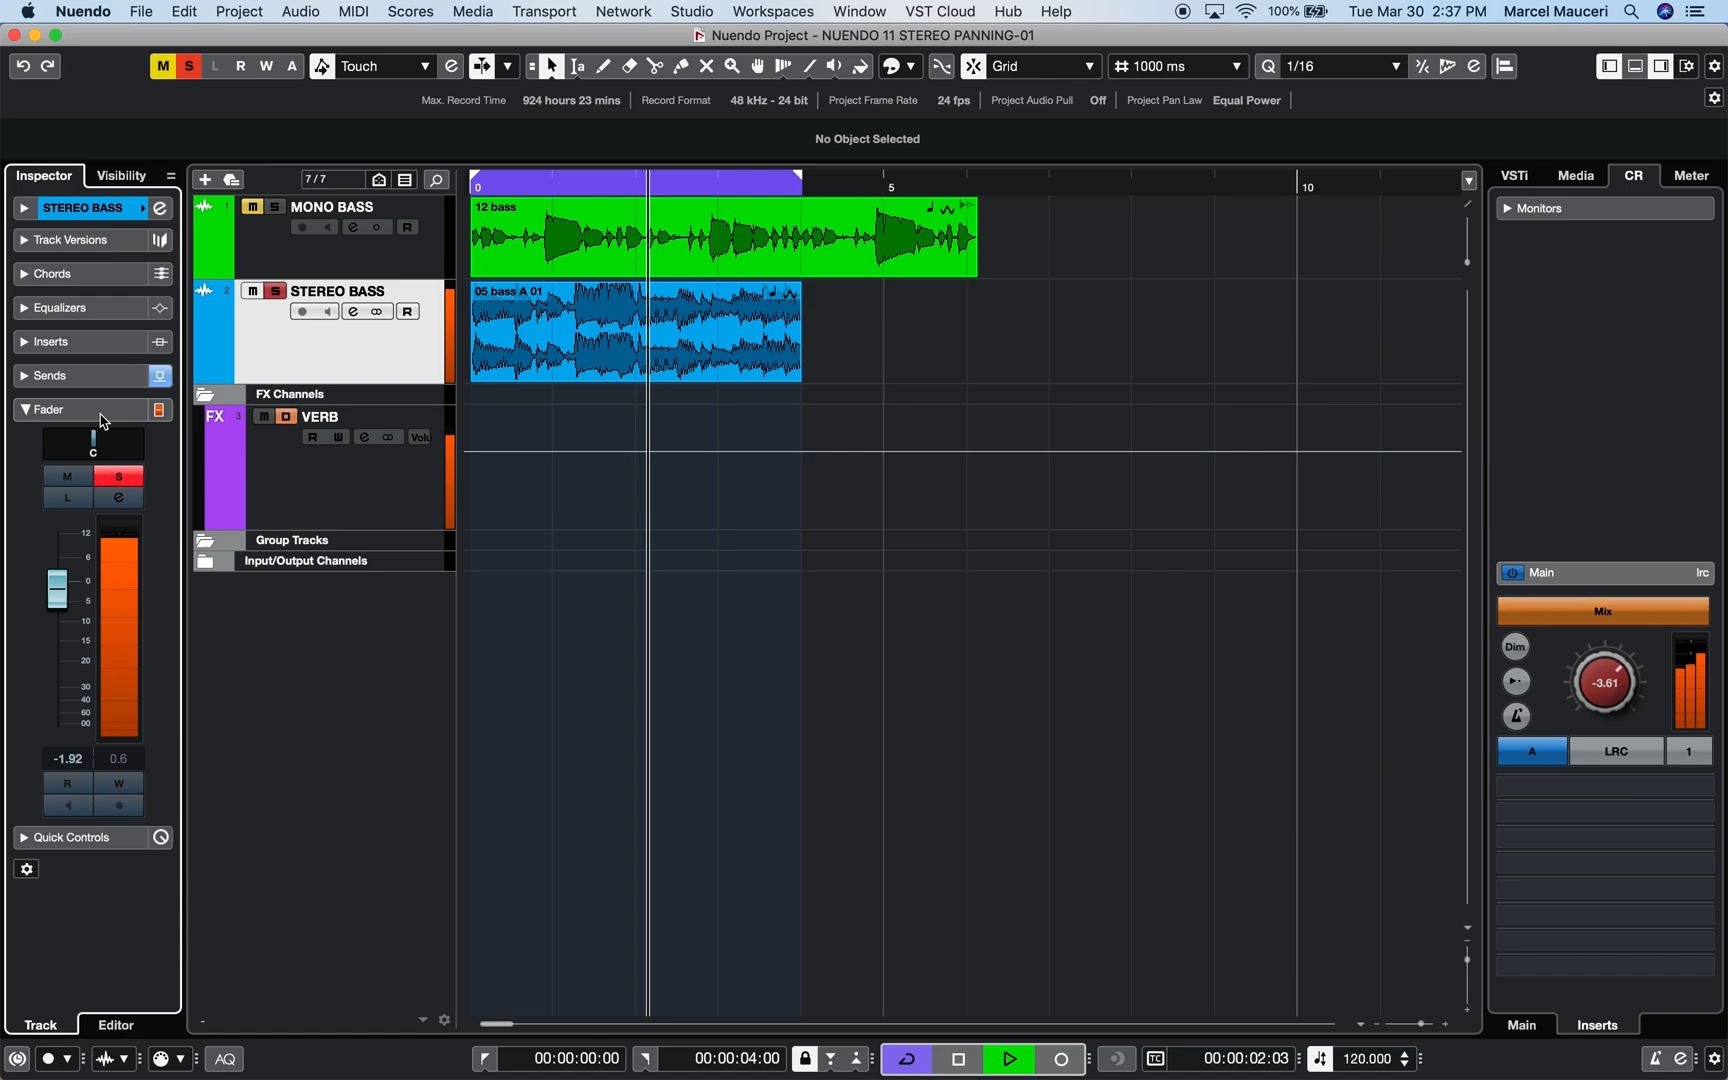 Nuendo File Edit Project Audio MIDI Scores Media Transport Network Studio Workspaces Window VST Cloud Hub Help 100% Tue Mar 30 2:37 PM Marcel Mauceri
Nuendo Project - NUENDO 11 STEREO PANNING-01
M S L R W A Touch Grid 1000 ms Q 1/16
Max. Record Time 924 hours 23 mins Record Format 48 kHz - 24 bit Project Frame Rate 24 fps Project Audio Pull Off Project Pan Law Equal Power
No Object Selected
Inspector Visibility
STEREO BASS
Track Versions
Chords
Equalizers
Inserts
Sends
Fader
C
M S
L e
12
6
0
5
10
15
20
30
40
60
00
-1.92 0.6
R W
Quick Controls
Track Editor
7/7
1 m S MONO BASS
e R
2 m S STEREO BASS
e R
FX Channels
FX 3 m VERB
R W e Volu
Group Tracks
Input/Output Channels
0 5 10
12 bass
05 bass A 01
VSTi Media CR Meter
Monitors
Main lrc
Mix
Dim
-3.61
A LRC 1
Main Inserts
AQ 00:00:00:00 00:00:04:00 TC 00:00:02:03 120.000